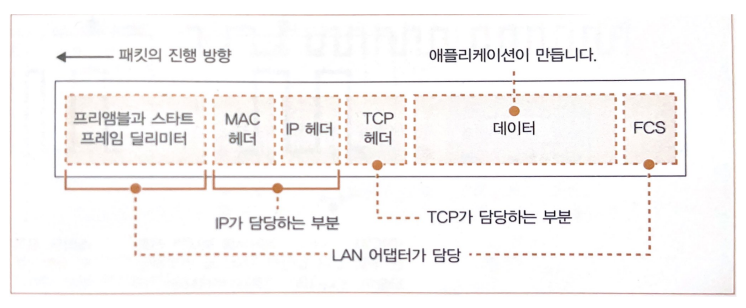 패킷의 진행 방향
애플리케이션이 만듭니다.
프리앰블과 스타트
프레임 딜리미터
MAC
헤더
IP 헤더
TCP
헤더
데이터
FCS
IP가 담당하는 부분
TCP가 담당하는 부분
LAN 어댑터가 담당